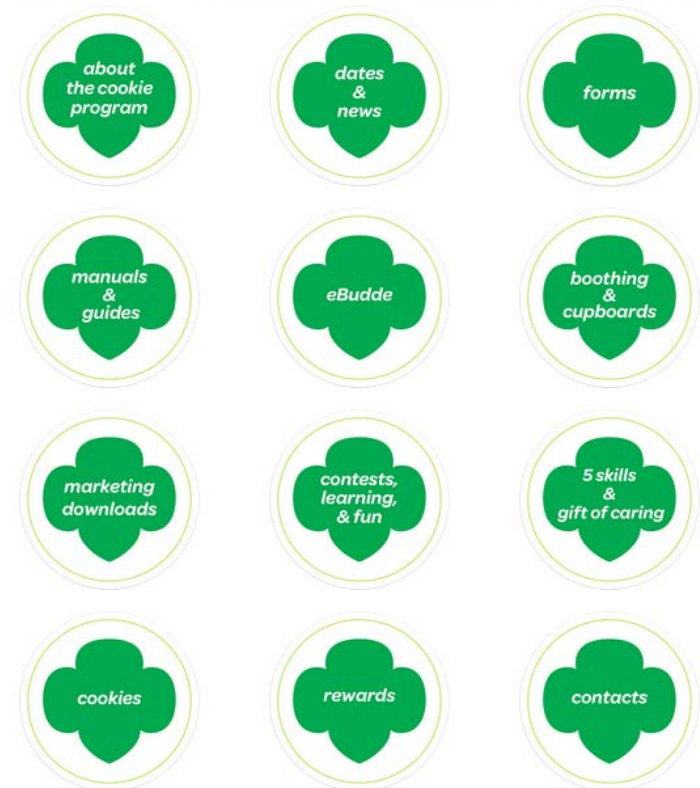 about
the cookie
program
dates
&
news
forms
manuals
&
guides
eBudde
boothing
&
cupboards
marketing
downloads
contests,
learning,
& fun
5 skills
&
gift of caring
cookies
rewards
contacts